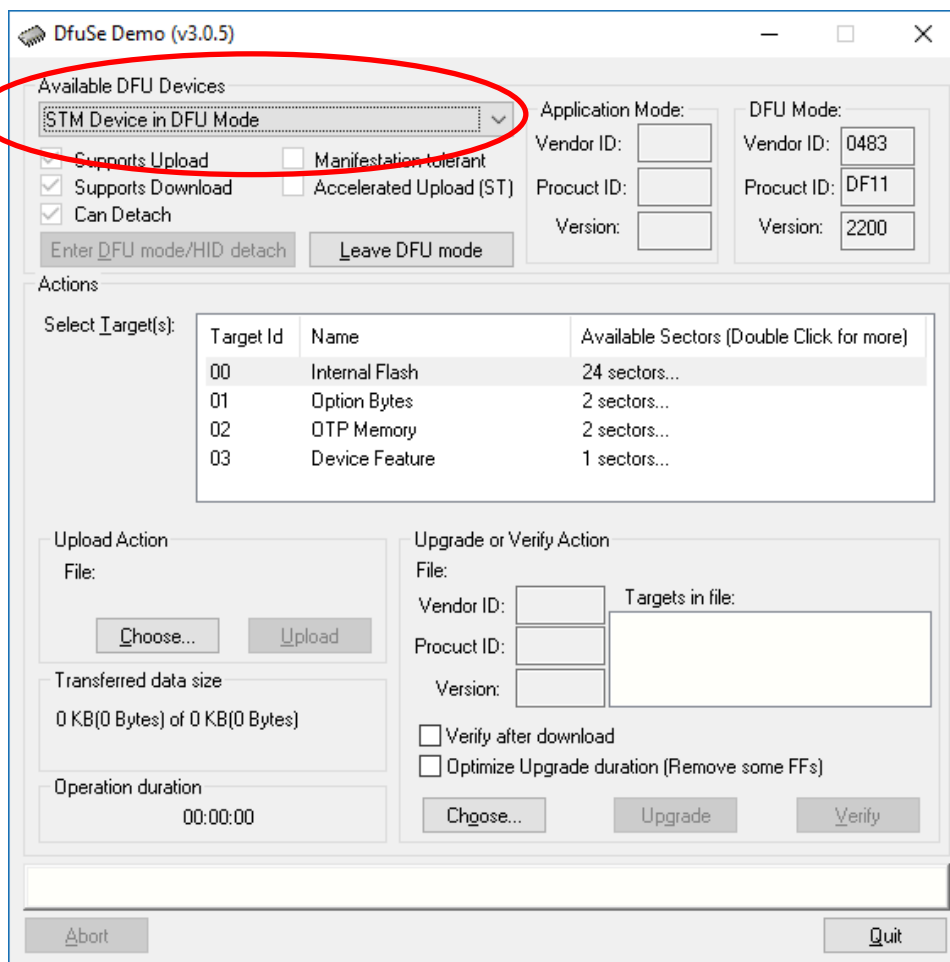 DfuSe Demo (v3.0.5)
Available DFU Devices
STM Device in DFU Mode
Supports Upload
Manifestation tolerant
Supports Download
Accelerated Upload (ST)
Can Detach
Enter DFU mode/HID detach
Leave DFU mode
Application Mode:
Vendor ID:
Procuct ID:
Version:
DFU Mode:
Vendor ID: 0483
Procuct ID: DF11
Version: 2200
Actions
Select Target(s):
Target Id Name Available Sectors (Double Click for more)
00 Internal Flash 24 sectors...
01 Option Bytes 2 sectors...
02 OTP Memory 2 sectors...
03 Device Feature 1 sectors...
Upload Action
File:
Choose...
Upload
Transferred data size
0 KB(0 Bytes) of 0 KB(0 Bytes)
Operation duration
00:00:00
Upgrade or Verify Action
File:
Vendor ID:
Procuct ID:
Version:
Targets in file:
Verify after download
Optimize Upgrade duration (Remove some FFs)
Choose...
Upgrade
Verify
Abort
Quit